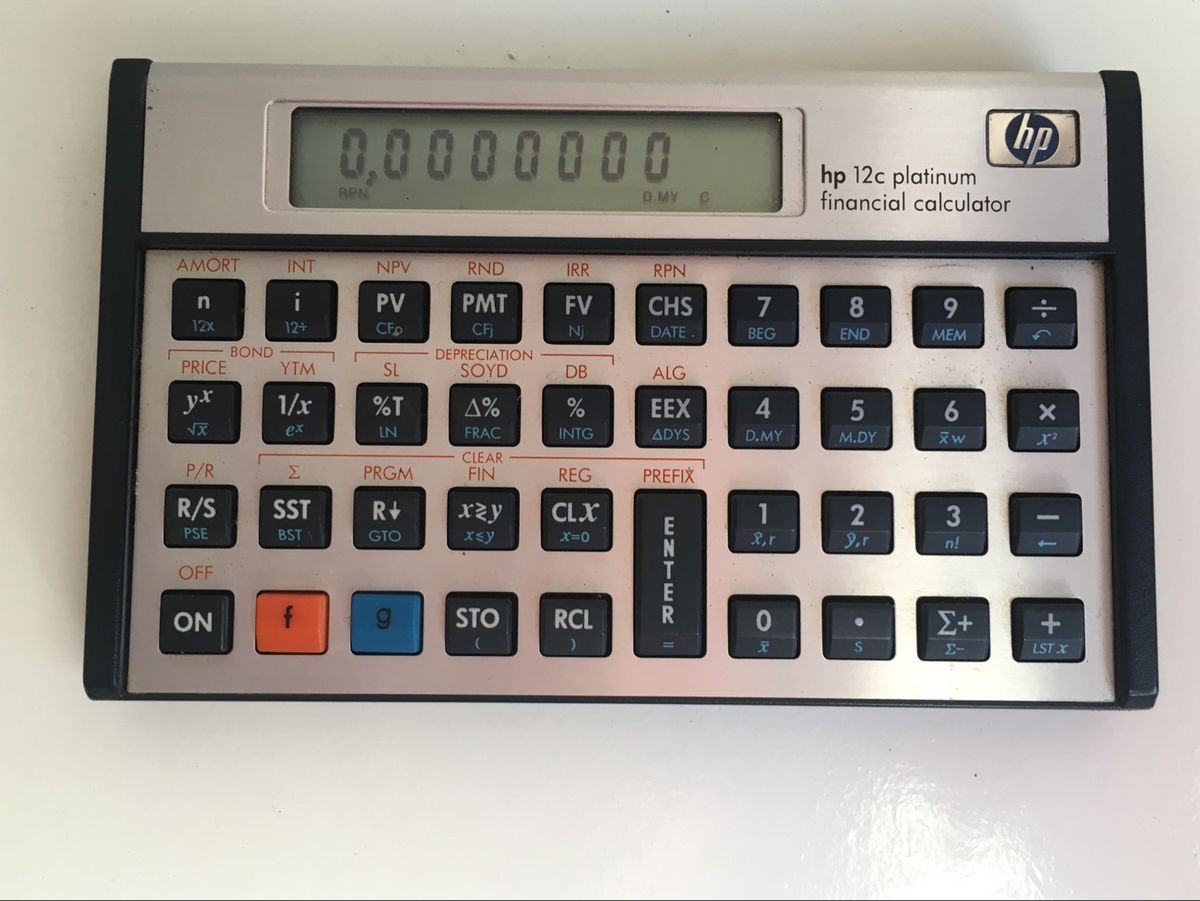 0,0000000
RPN D.MY C
hp
hp 12c platinum
financial calculator
AMORT INT NPV RND IRR RPN
n i PV PMT FV CHS 7 8 9 ÷
12x 12÷ CFo CFj Nj DATE BEG END MEM ↶
BOND DEPRECIATION
PRICE YTM SL SOYD DB ALG
yˣ 1/x %T Δ% % EEX 4 5 6 ×
√x eˣ LN FRAC INTG ΔDYS D.MY M.DY x̅w x²
CLEAR
P/R Σ PRGM FIN REG PREFIX
R/S SST R↓ x≷y CLx ENTER 1 2 3 −
PSE BST GTO x≤y x=0 x̂,r ŷ,r n! ←
OFF
ON f g STO RCL 0 • Σ+ +
( ) = x̅ S Σ− LST x